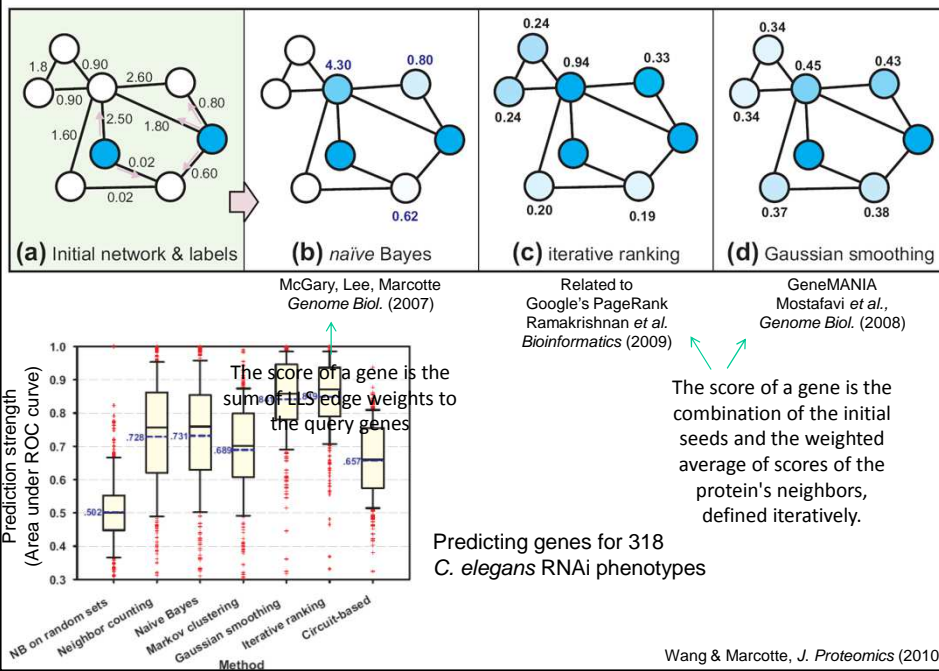 1.8
0.90
2.60
0.90
0.80
2.50
1.80
1.60
0.02
0.60
0.02
(a) Initial network & labels
4.30
0.80
0.62
(b) naïve Bayes
0.24
0.94
0.33
0.24
0.20
0.19
(c) iterative ranking
0.34
0.45
0.43
0.34
0.37
0.38
(d) Gaussian smoothing
McGary, Lee, Marcotte
Genome Biol. (2007)
Related to
Google's PageRank
Ramakrishnan et al.
Bioinformatics (2009)
GeneMANIA
Mostafavi et al.,
Genome Biol. (2008)
The score of a gene is the
sum of LLS edge weights to
the query genes
The score of a gene is the
combination of the initial
seeds and the weighted
average of scores of the
protein's neighbors,
defined iteratively.
Prediction strength
(Area under ROC curve)
1.0
0.9
0.8
0.7
0.6
0.5
0.4
0.3
.502
.728
.731
.689
.657
NB on random sets
Neighbor counting
Naive Bayes
Markov clustering
Gaussian smoothing
Iterative ranking
Circuit-based
Method
Predicting genes for 318
C. elegans RNAi phenotypes
Wang & Marcotte, J. Proteomics (2010